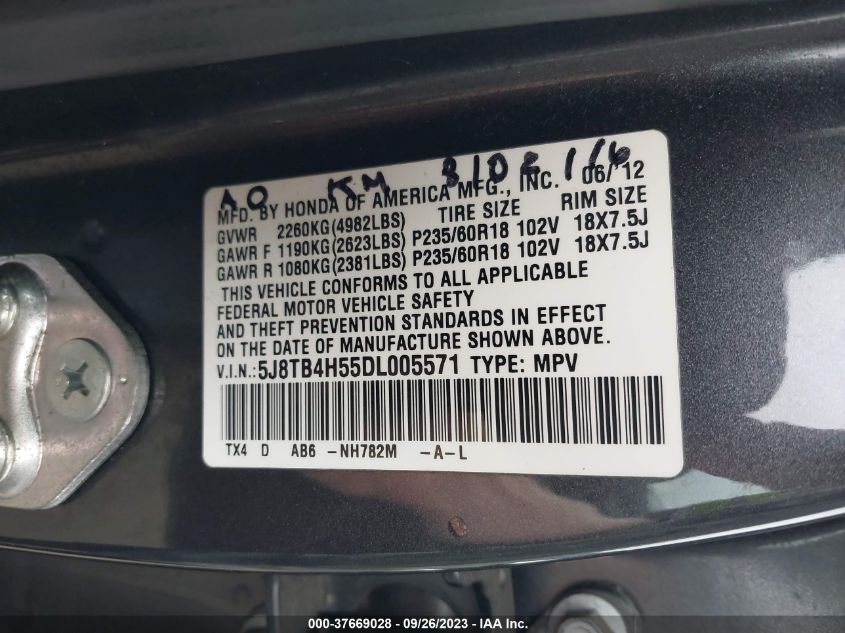 AO KM 31081/6
MFD. BY HONDA OF AMERICA MFG., INC. 06/12
GVWR 2260KG(4982LBS) TIRE SIZE RIM SIZE
GAWR F 1190KG(2623LBS) P235/60R18 102V 18X7.5J
GAWR R 1080KG(2381LBS) P235/60R18 102V 18X7.5J
THIS VEHICLE CONFORMS TO ALL APPLICABLE
FEDERAL MOTOR VEHICLE SAFETY
AND THEFT PREVENTION STANDARDS IN EFFECT
ON THE DATE OF MANUFACTURE SHOWN ABOVE.
V.I.N.:5J8TB4H55DL005571 TYPE: MPV
TX4 D AB6 -NH782M -A-L
000-37669028 - 09/26/2023 - IAA Inc.